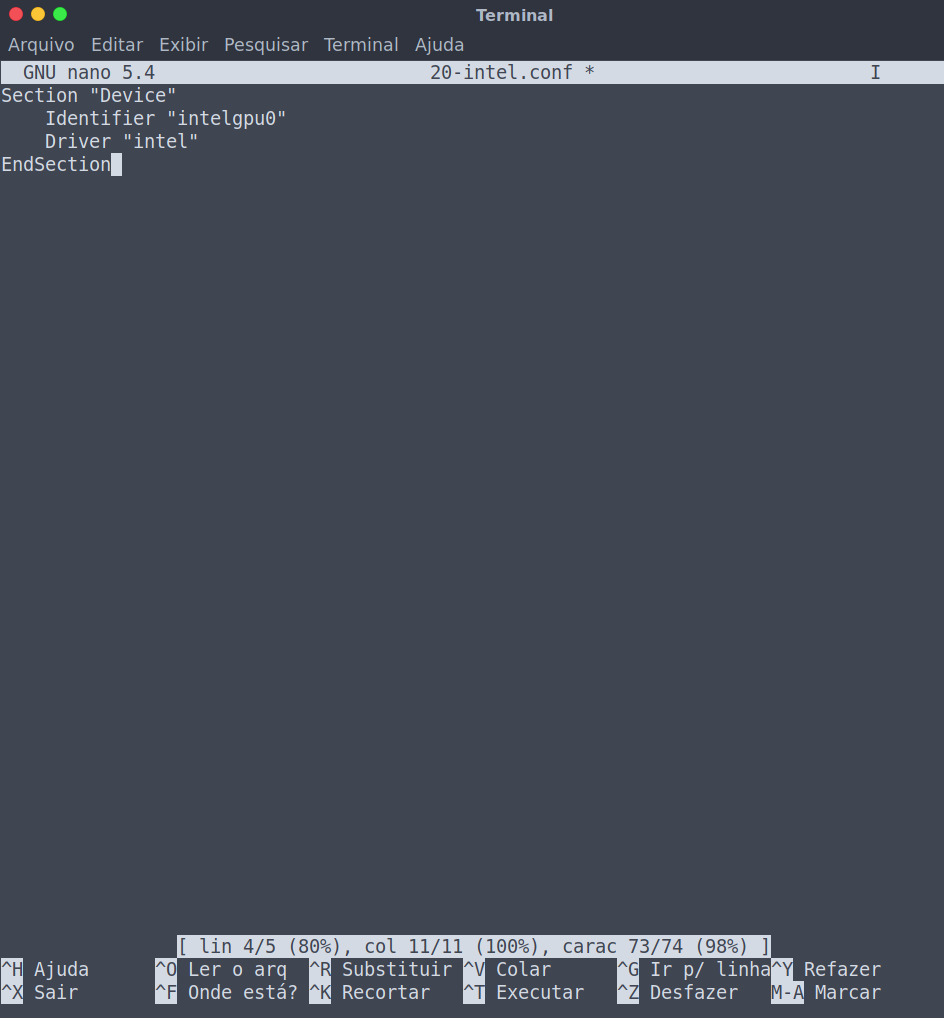 Terminal
Arquivo Editar Exibir Pesquisar Terminal Ajuda
GNU nano 5.4 20-intel.conf * I
Section "Device"
    Identifier "intelgpu0"
    Driver "intel"
EndSection
[ lin 4/5 (80%), col 11/11 (100%), carac 73/74 (98%) ]
^H Ajuda ^O Ler o arq ^R Substituir ^V Colar ^G Ir p/ linha ^Y Refazer
^X Sair ^F Onde está? ^K Recortar ^T Executar ^Z Desfazer M-A Marcar